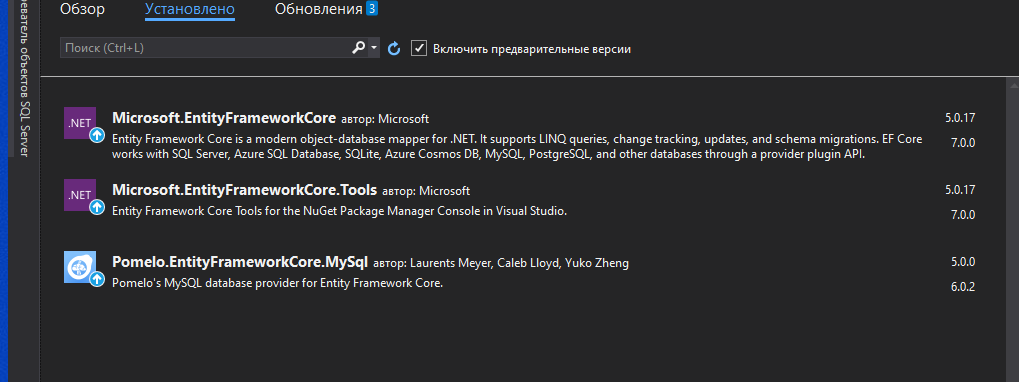 Обзор Установлено Обновления 3
Поиск (Ctrl+L) Включить предварительные версии
еватель объектов SQL Server
.NET Microsoft.EntityFrameworkCore автор: Microsoft 5.0.17
Entity Framework Core is a modern object-database mapper for .NET. It supports LINQ queries, change tracking, updates, and schema migrations. EF Core 7.0.0
works with SQL Server, Azure SQL Database, SQLite, Azure Cosmos DB, MySQL, PostgreSQL, and other databases through a provider plugin API.
.NET Microsoft.EntityFrameworkCore.Tools автор: Microsoft 5.0.17
Entity Framework Core Tools for the NuGet Package Manager Console in Visual Studio. 7.0.0
Pomelo.EntityFrameworkCore.MySql автор: Laurents Meyer, Caleb Lloyd, Yuko Zheng 5.0.0
Pomelo's MySQL database provider for Entity Framework Core. 6.0.2